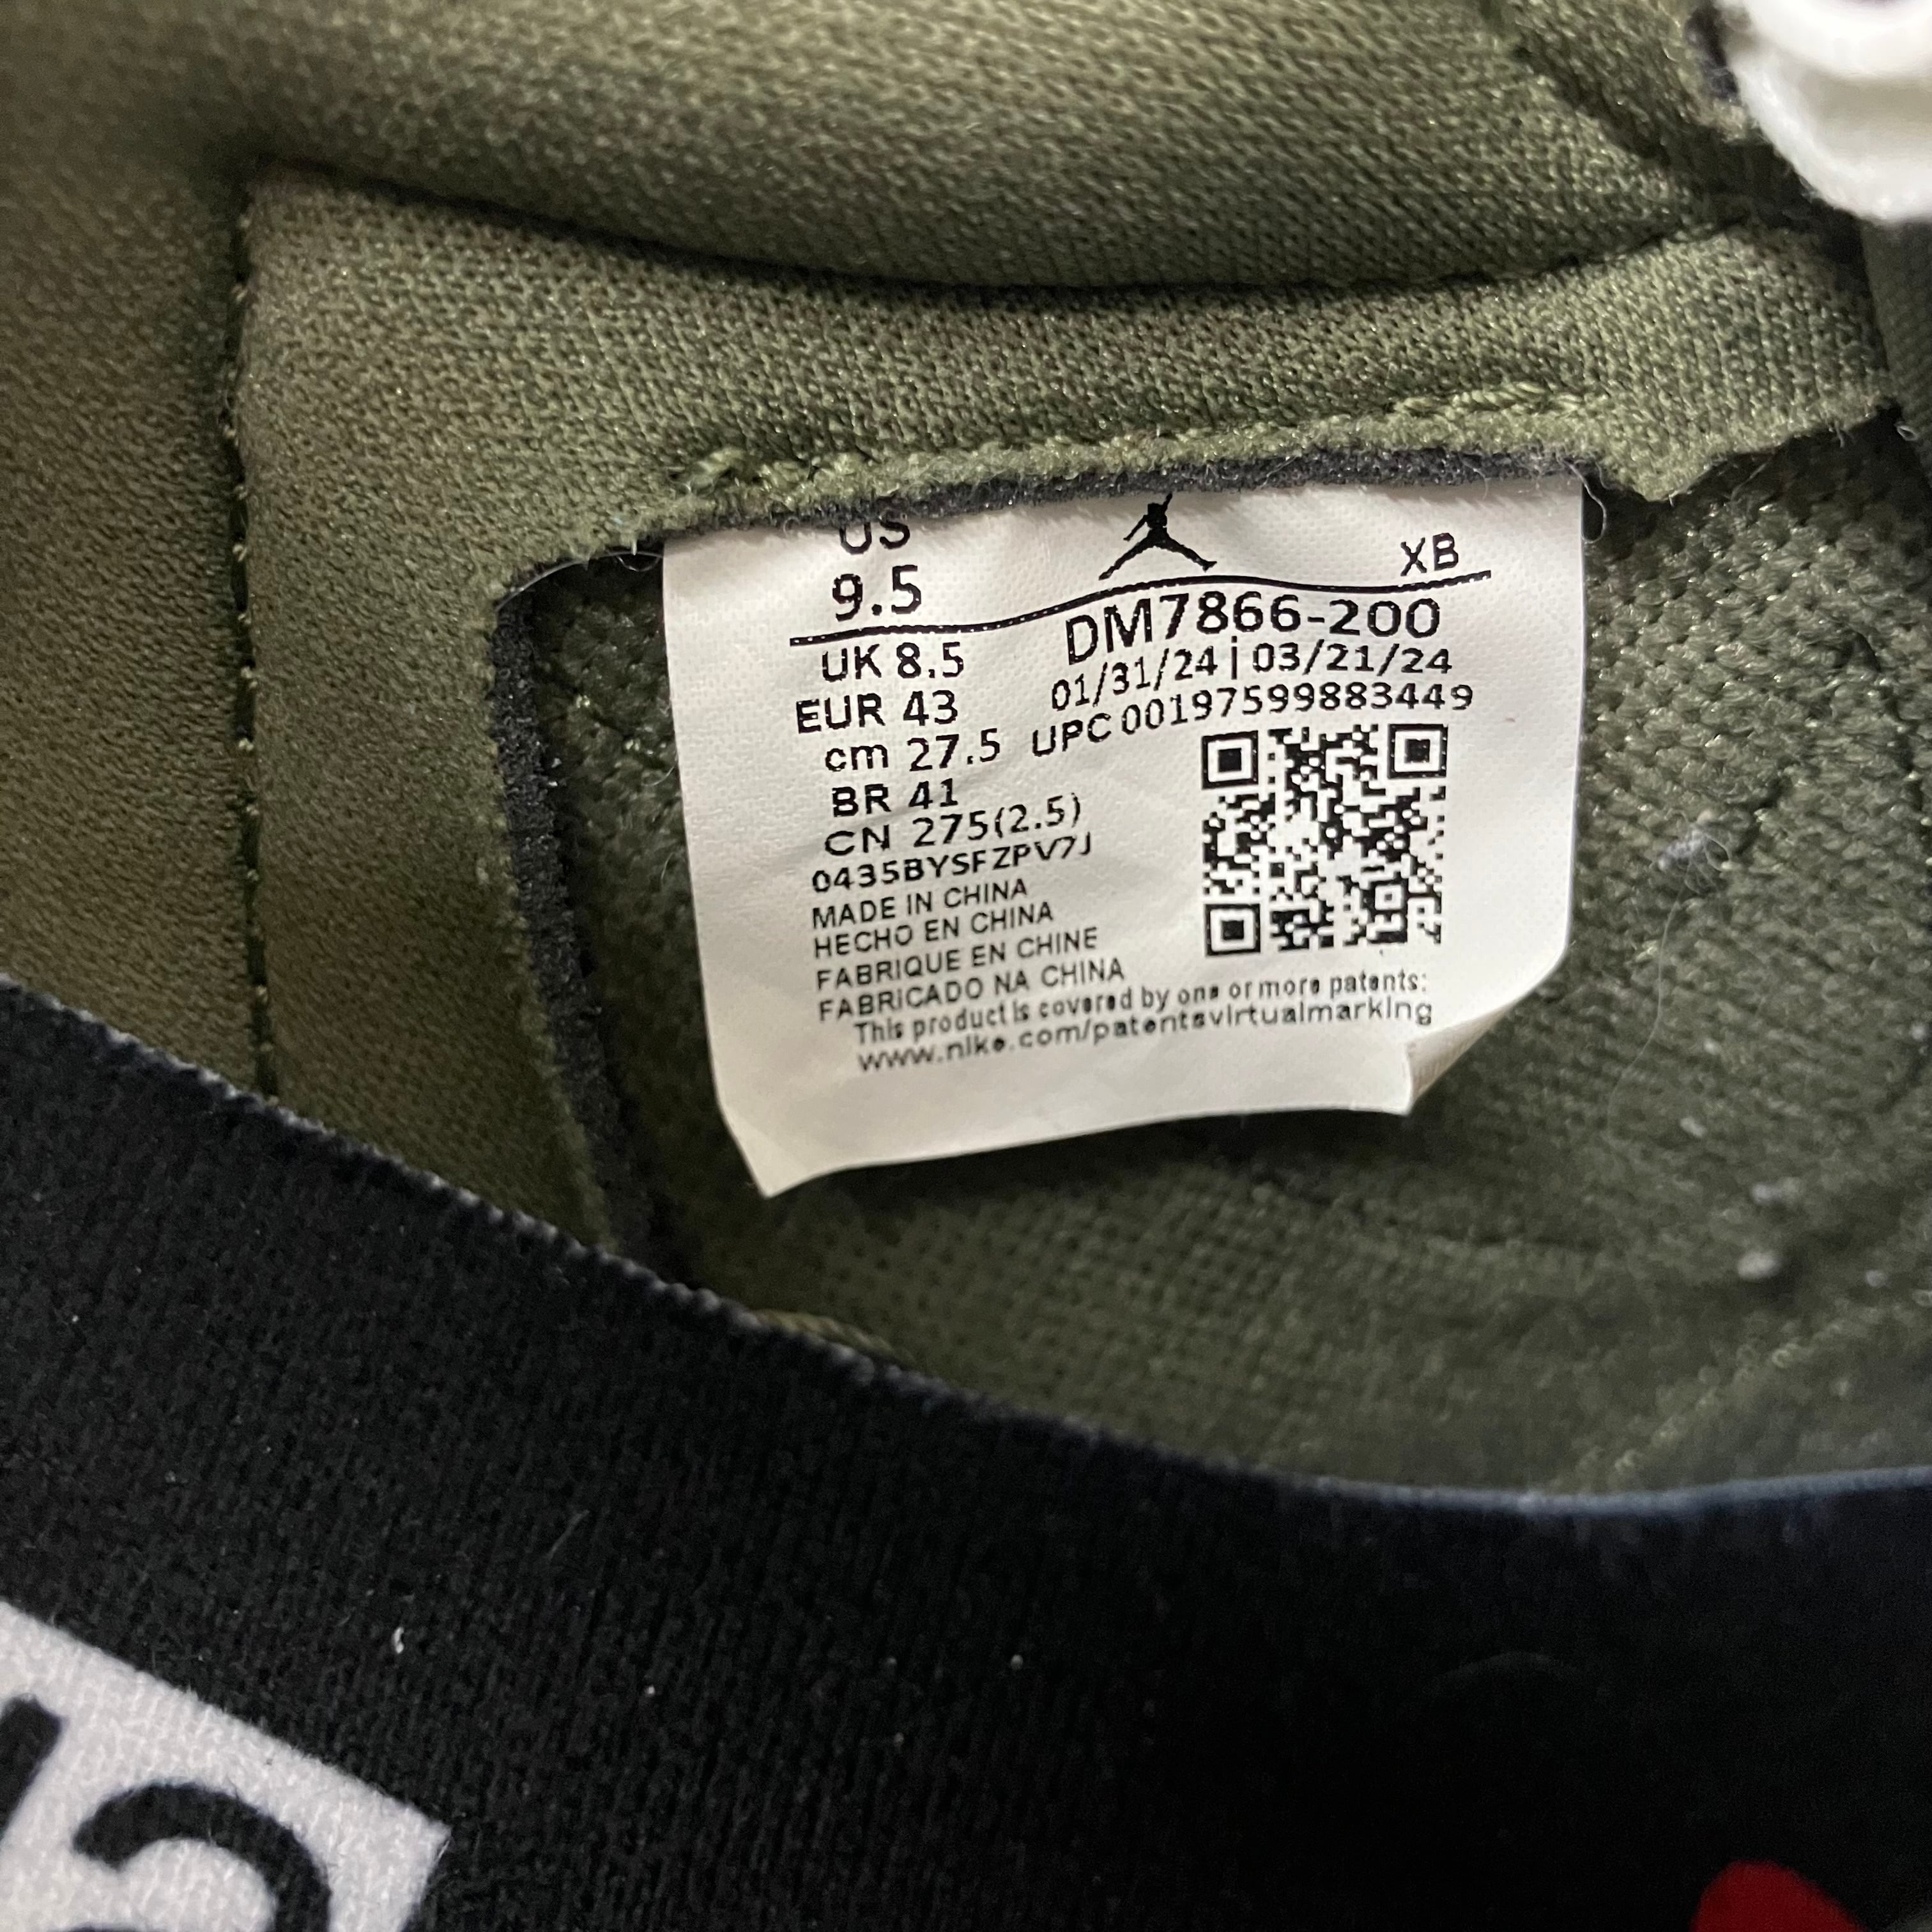 US
9.5
XB
DM7866-200
UK 8.5
01/31/24 | 03/21/24
EUR 43
UPC 00197599883449
cm 27.5
BR 41
CN 275(2.5)
0435BYSFZPV7J
MADE IN CHINA
HECHO EN CHINA
FABRIQUE EN CHINE
FABRICADO NA CHINA
This product is covered by one or more patents:
www.nike.com/patentsvirtualmarking